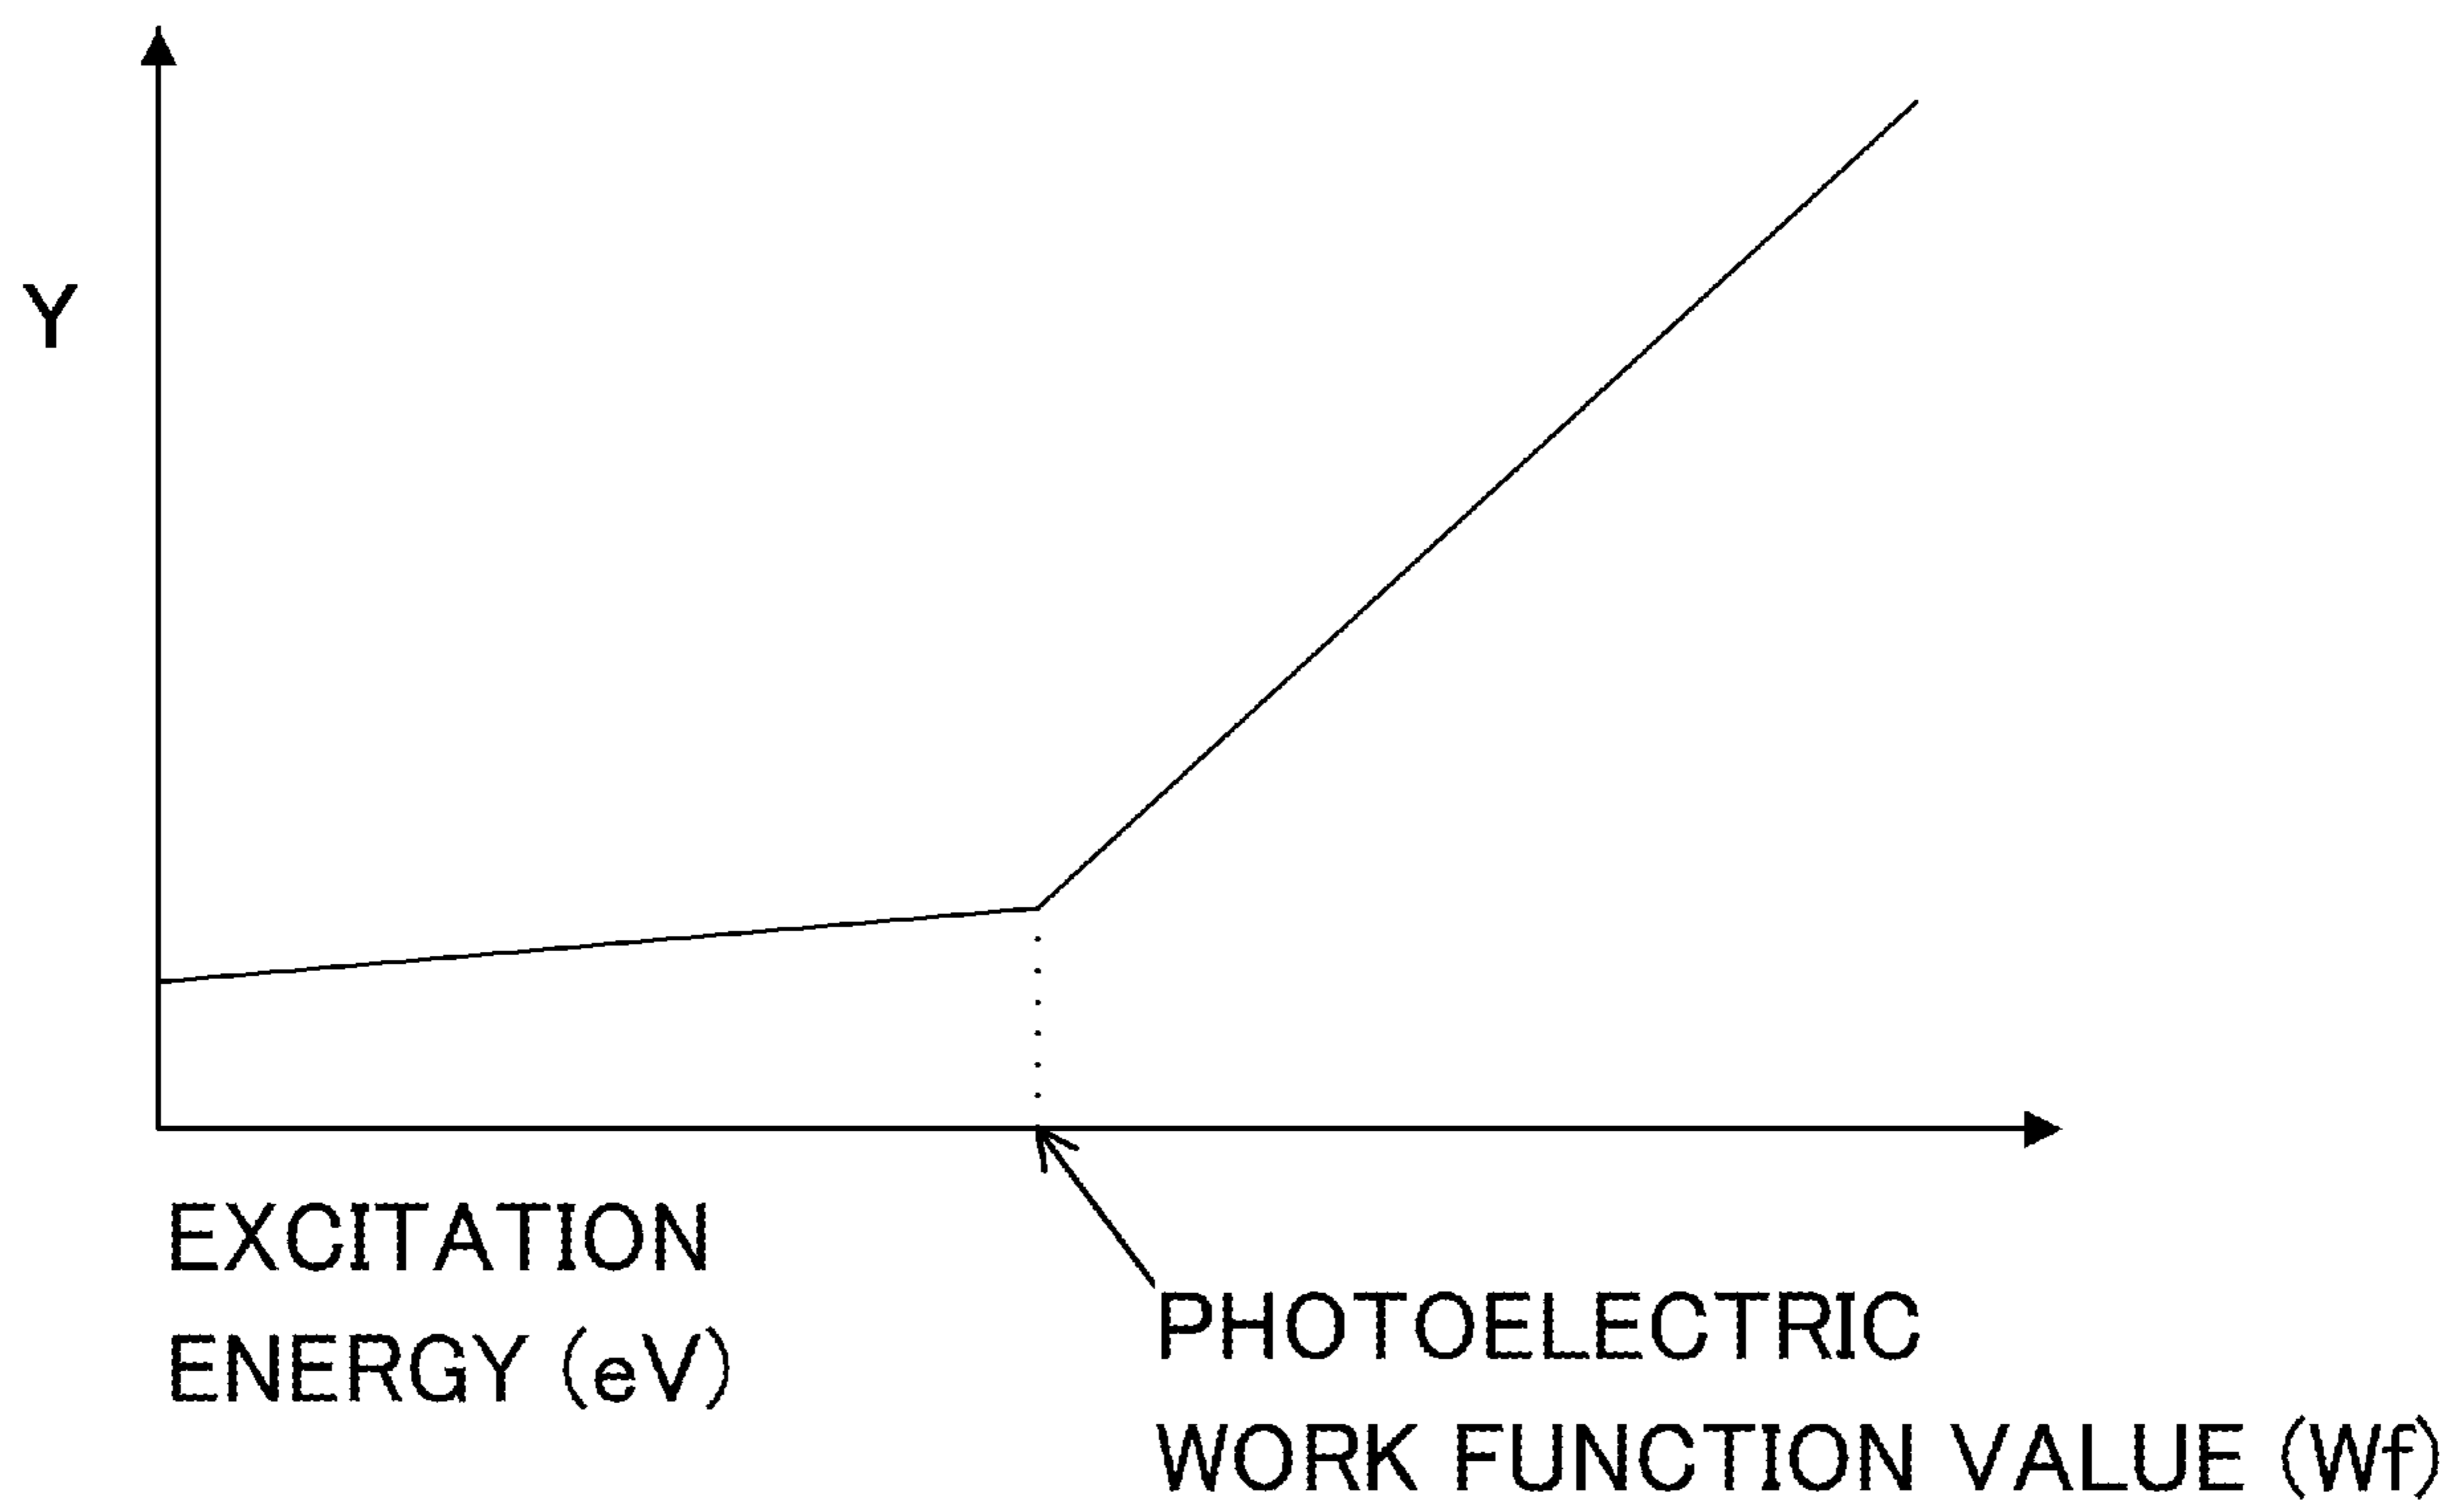 Y
EXCITATION
ENERGY (eV)
PHOTOELECTRIC
WORK FUNCTION VALUE (Wf)